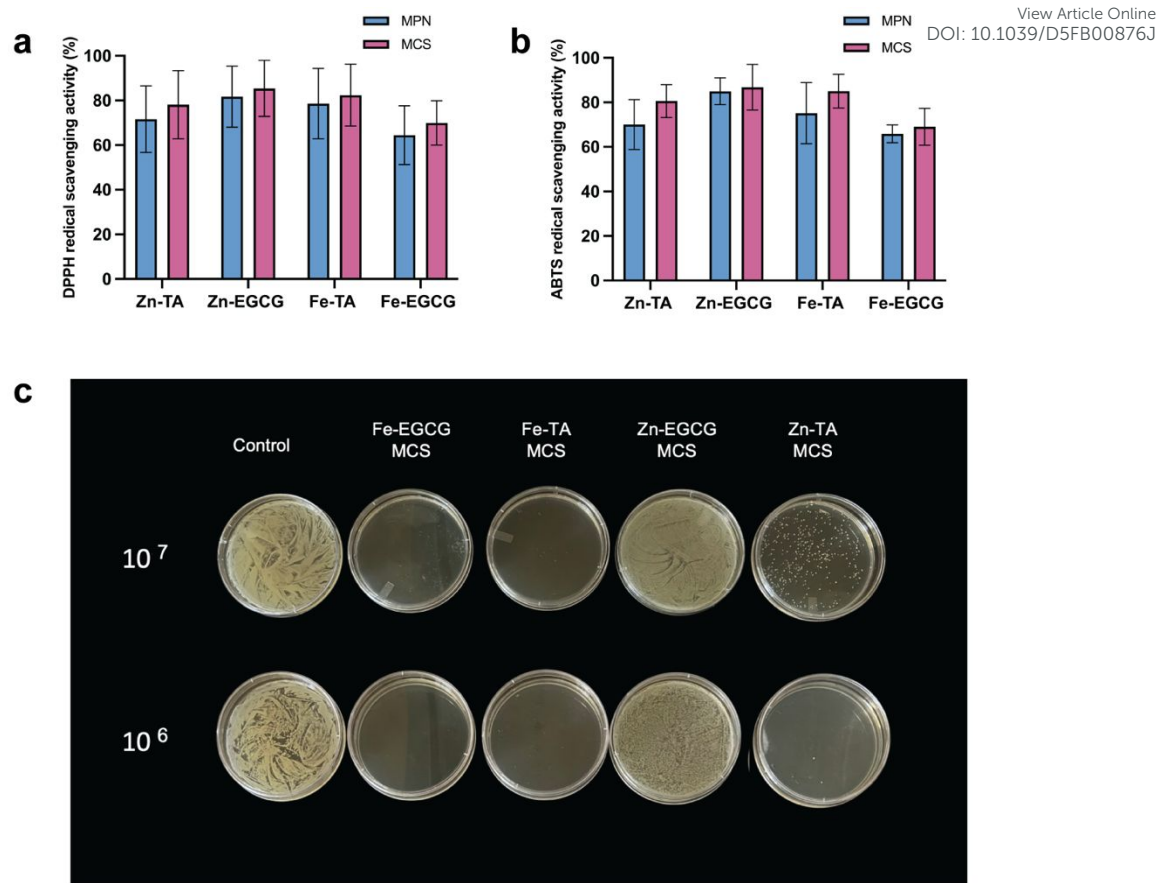 View Article Online
DOI: 10.1039/D5FB00876J
a
MPN
MCS
DPPH redical scavenging activity (%)
100
80
60
40
20
0
Zn-TA Zn-EGCG Fe-TA Fe-EGCG
b
MPN
MCS
ABTS redical scavenging activity (%)
100
80
60
40
20
0
Zn-TA Zn-EGCG Fe-TA Fe-EGCG
c
Control
Fe-EGCG
MCS
Fe-TA
MCS
Zn-EGCG
MCS
Zn-TA
MCS
10 7
10 6